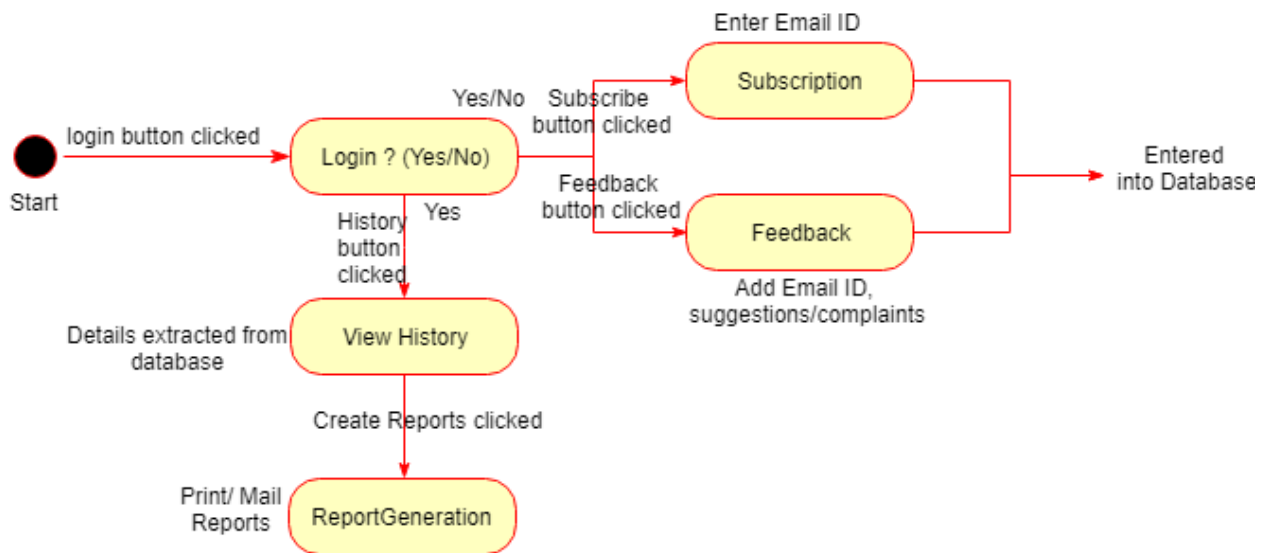 Enter Email ID
Subscription
Yes/No
Subscribe
button clicked
login button clicked
Login ? (Yes/No)
Start
Entered
into Database
Feedback
button clicked
Feedback
Add Email ID,
suggestions/complaints
Yes
History
button
clicked
Details extracted from
database
View History
Create Reports clicked
Print/ Mail
Reports
ReportGeneration